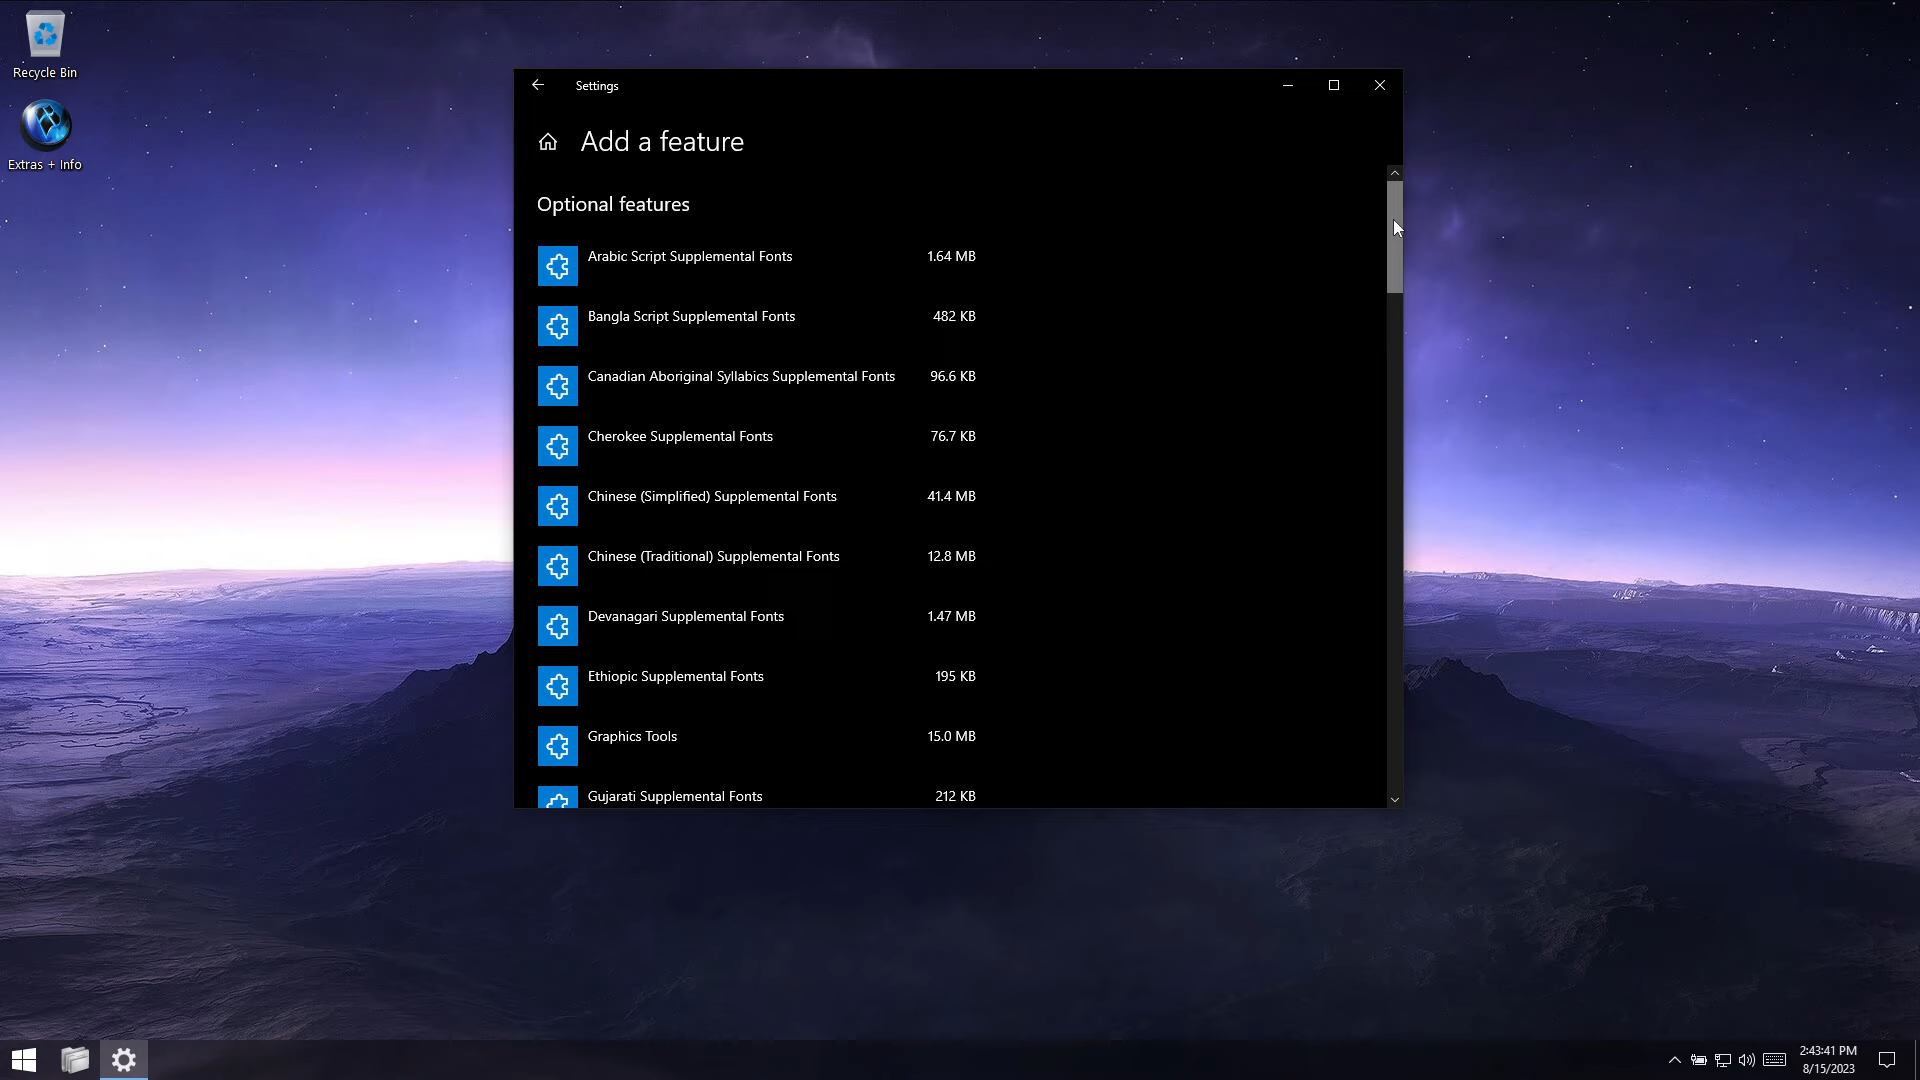 Recycle Bin
Extras + Info
Settings
Add a feature
Optional features
Arabic Script Supplemental Fonts 1.64 MB
Bangla Script Supplemental Fonts 482 KB
Canadian Aboriginal Syllabics Supplemental Fonts 96.6 KB
Cherokee Supplemental Fonts 76.7 KB
Chinese (Simplified) Supplemental Fonts 41.4 MB
Chinese (Traditional) Supplemental Fonts 12.8 MB
Devanagari Supplemental Fonts 1.47 MB
Ethiopic Supplemental Fonts 195 KB
Graphics Tools 15.0 MB
Gujarati Supplemental Fonts 212 KB
2:43:41 PM
8/15/2023